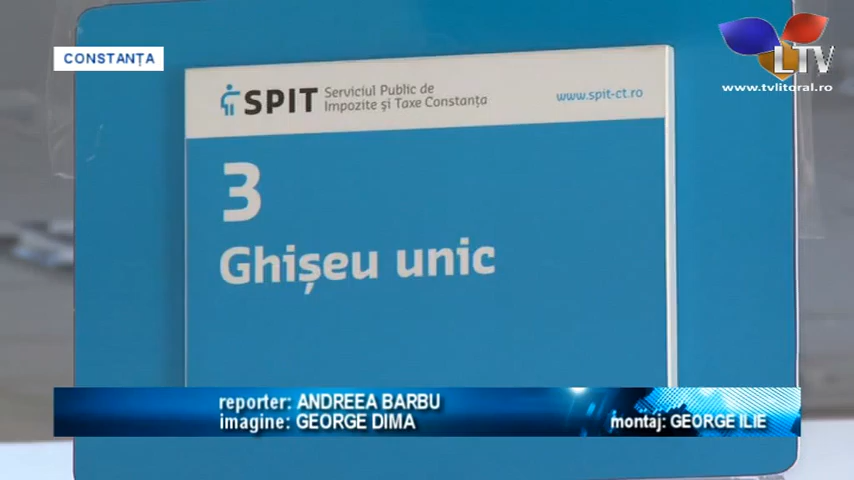 CONSTANȚA
LTV
www.tvlitoral.ro
SPIT Serviciul Public de
Impozite și Taxe Constanța
www.spit-ct.ro
3
Ghișeu unic
reporter: ANDREEA BARBU
imagine: GEORGE DIMA
montaj: GEORGE ILIE